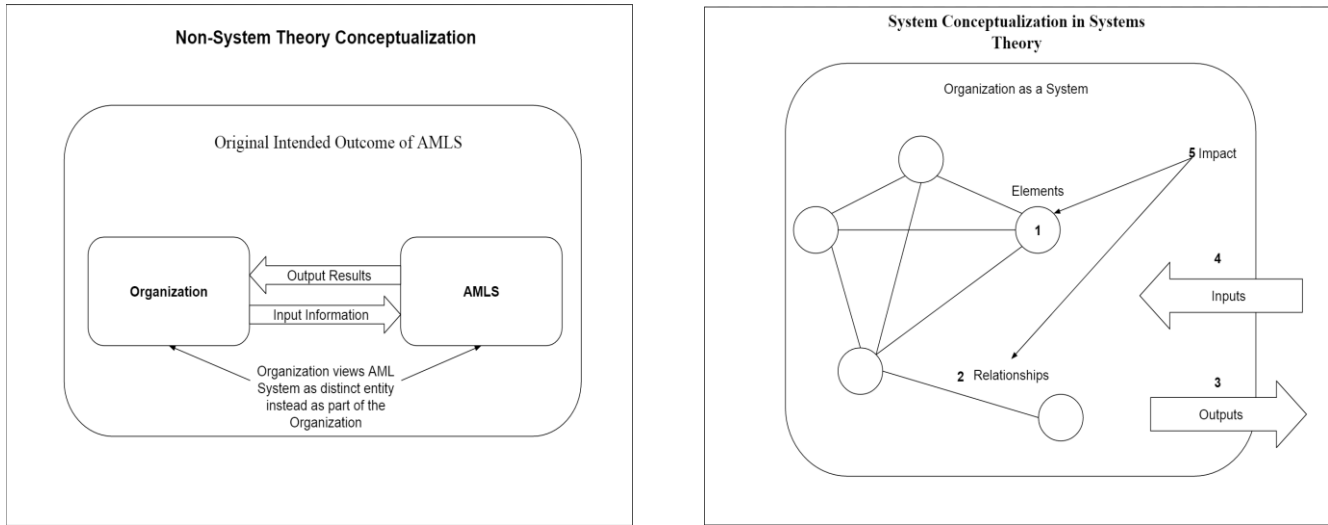 Non-System Theory Conceptualization
Original Intended Outcome of AMLS
Organization
Output Results
Input Information
AMLS
Organization views AML
System as distinct entity
instead as part of the
Organization
System Conceptualization in Systems
Theory
Organization as a System
5 Impact
Elements
1
4
Inputs
2 Relationships
3
Outputs